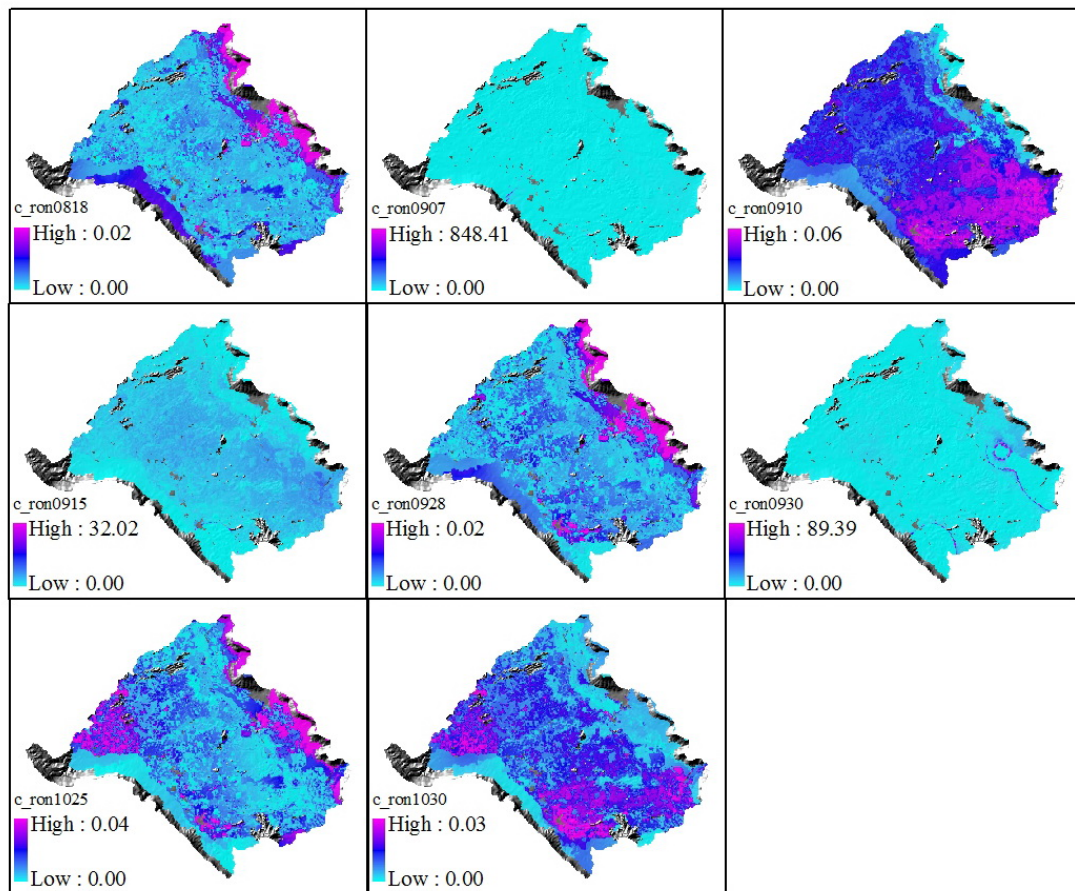 c_ron0818
High : 0.02
Low : 0.00
c_ron0907
High : 848.41
Low : 0.00
c_ron0910
High : 0.06
Low : 0.00
c_ron0915
High : 32.02
Low : 0.00
c_ron0928
High : 0.02
Low : 0.00
c_ron0930
High : 89.39
Low : 0.00
c_ron1025
High : 0.04
Low : 0.00
c_ron1030
High : 0.03
Low : 0.00